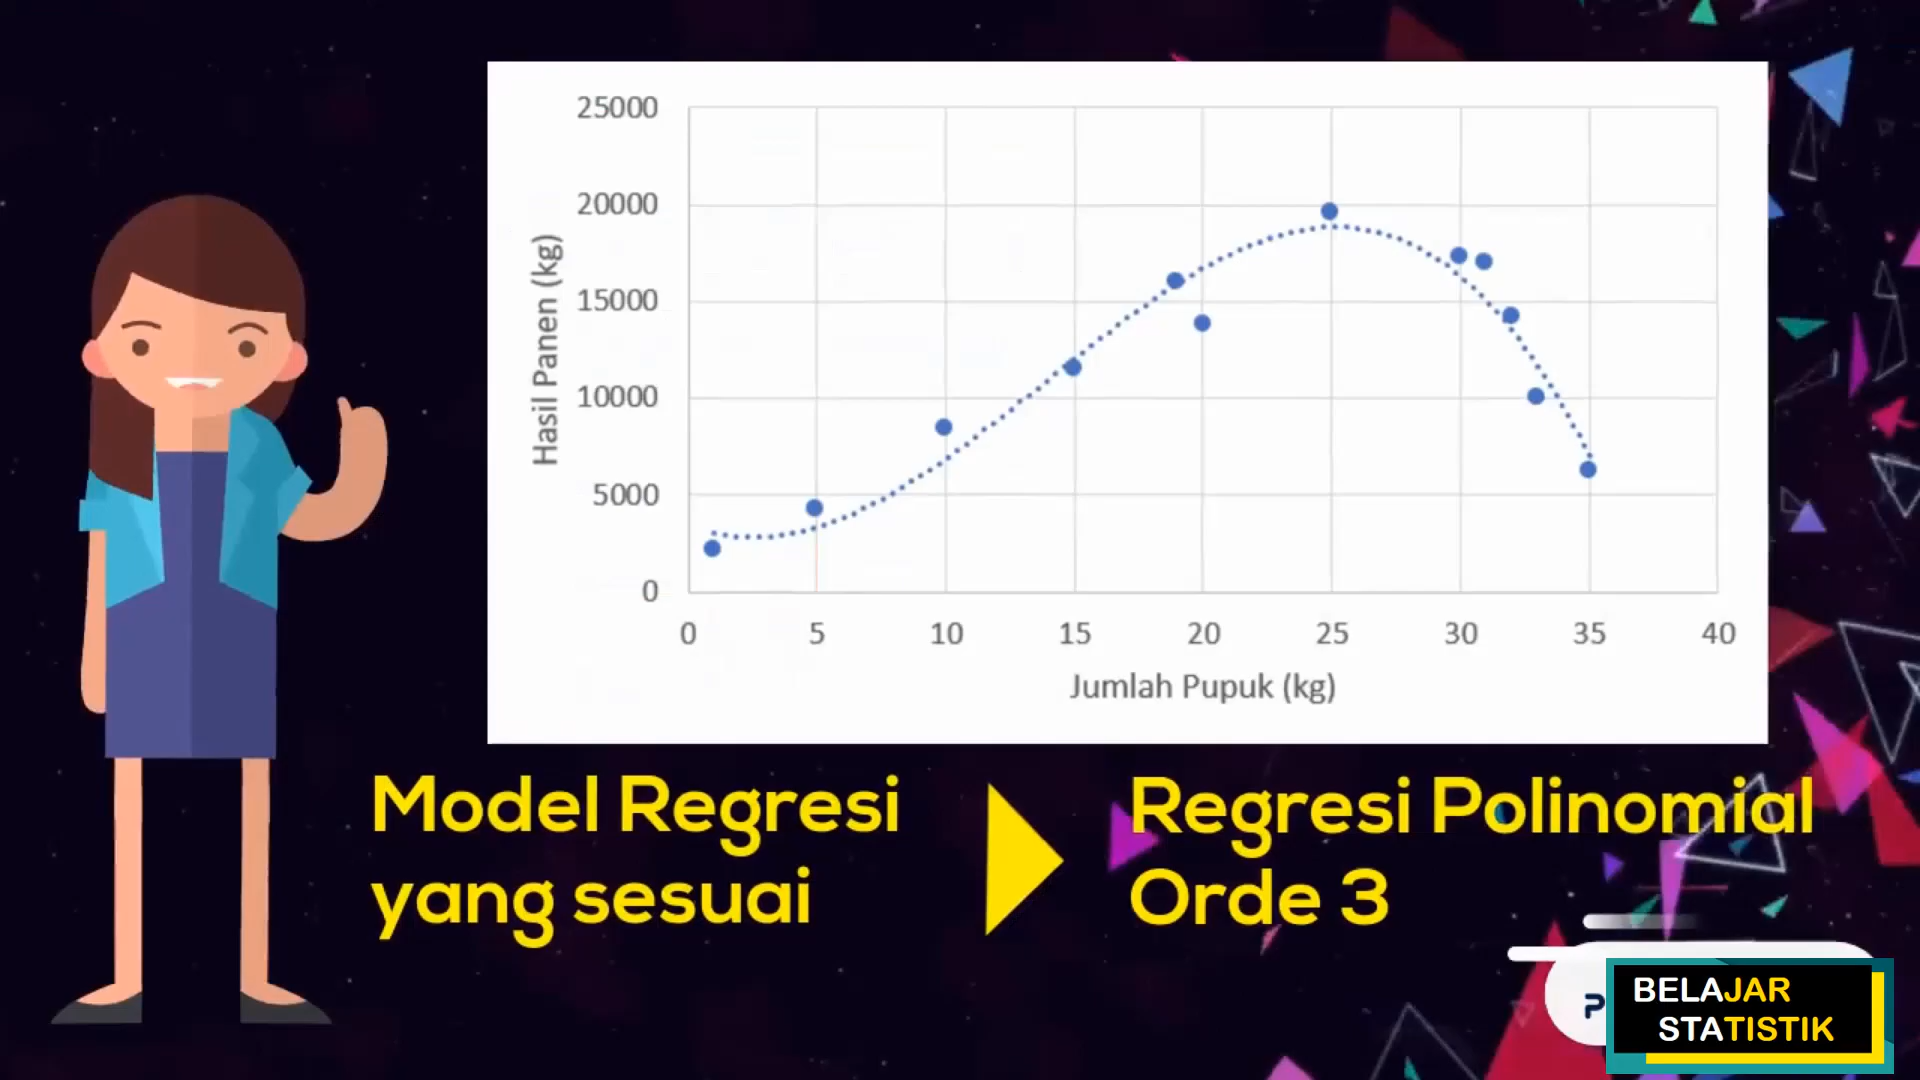 25000
20000
15000
10000
5000
0
Hasil Panen (kg)
0 5 10 15 20 25 30 35 40
Jumlah Pupuk (kg)
Model Regresi
yang sesuai
Regresi Polinomial
Orde 3
BELAJAR
STATISTIK